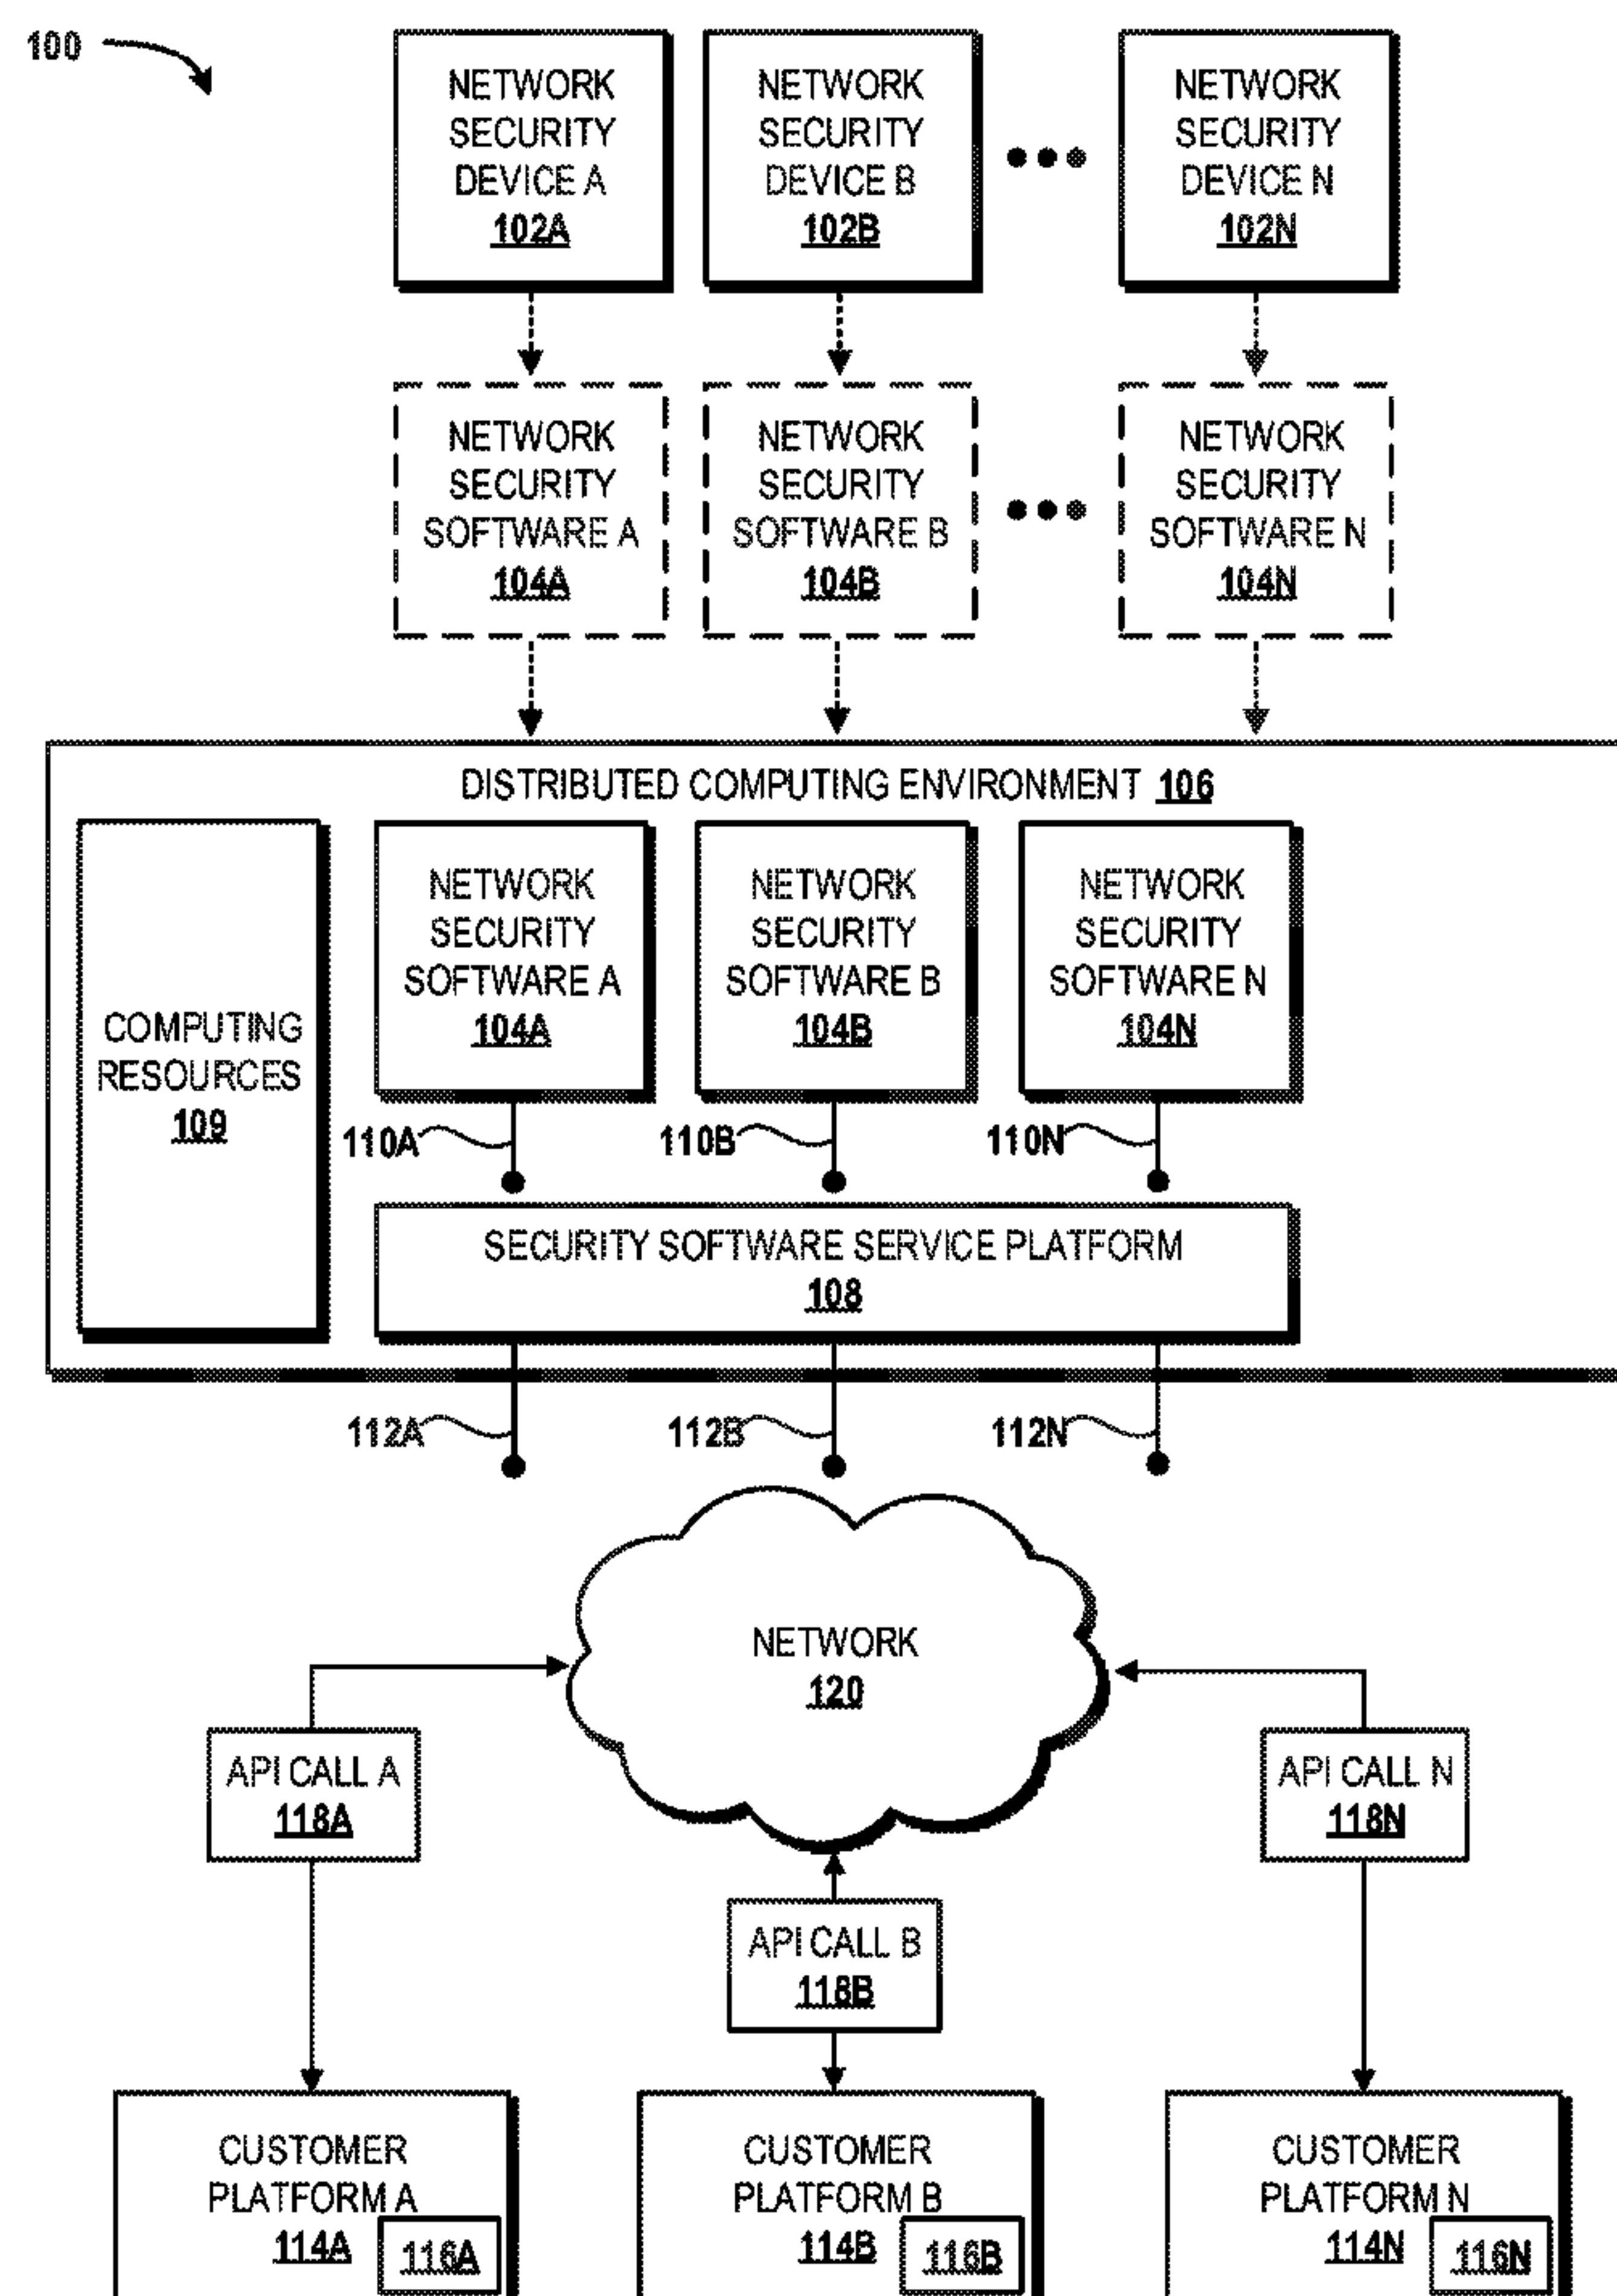 100
NETWORK
SECURITY
DEVICE A
102A
NETWORK
SECURITY
DEVICE B
102B
NETWORK
SECURITY
DEVICE N
102N
NETWORK
SECURITY
SOFTWARE A
104A
NETWORK
SECURITY
SOFTWARE B
104B
NETWORK
SECURITY
SOFTWARE N
104N
DISTRIBUTED COMPUTING ENVIRONMENT 106
COMPUTING
RESOURCES
109
NETWORK
SECURITY
SOFTWARE A
104A
NETWORK
SECURITY
SOFTWARE B
104B
NETWORK
SECURITY
SOFTWARE N
104N
110A
110B
110N
SECURITY SOFTWARE SERVICE PLATFORM
108
112A
112B
112N
NETWORK
120
API CALL A
118A
API CALL B
118B
API CALL N
118N
CUSTOMER
PLATFORM A
114A
116A
CUSTOMER
PLATFORM B
114B
116B
CUSTOMER
PLATFORM N
114N
116N